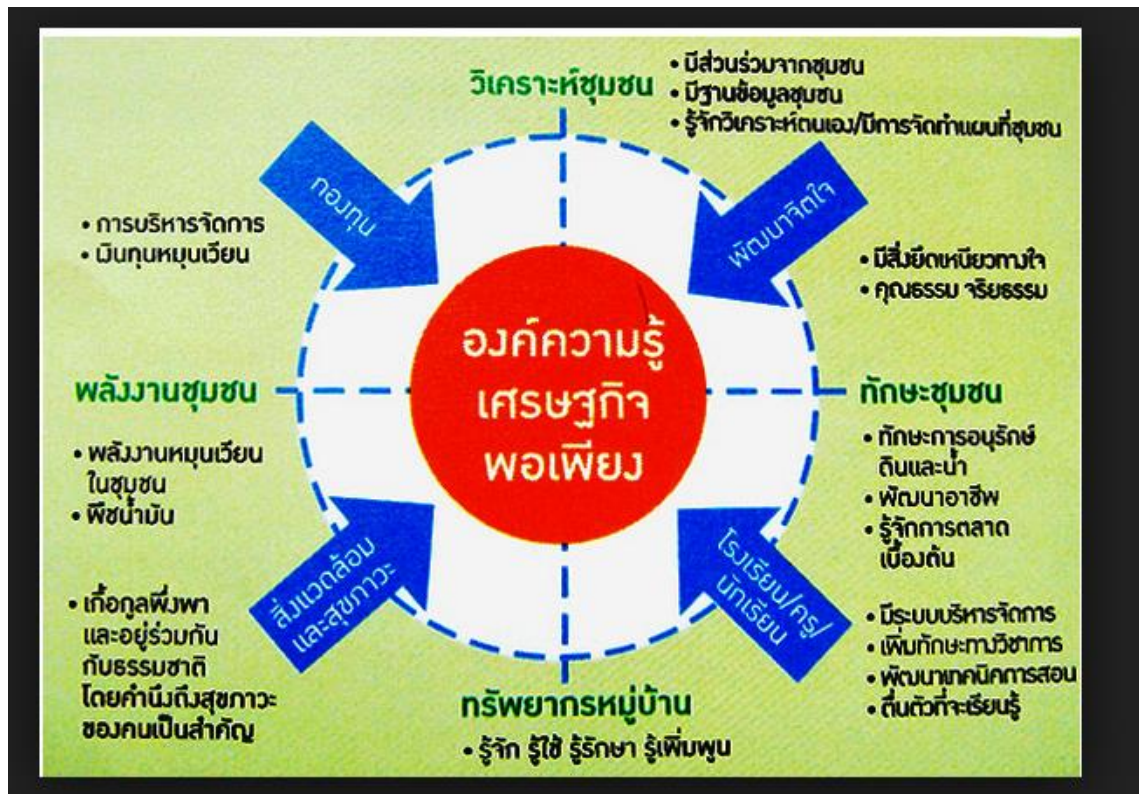 วิเคราะห์ชุมชน
• มีส่วนร่วมจากชุมชน
• มีฐานข้อมูลชุมชน
• รู้จักวิเคราะห์ตนเอง/มีการจัดทำแผนที่ชุมชน
กองทุน
• การบริหารจัดการ
• เงินทุนหมุนเวียน
พัฒนาจิตใจ
• มีสิ่งยึดเหนี่ยวทางใจ
• คุณธรรม จริยธรรม
องค์ความรู้
เศรษฐกิจ
พอเพียง
พลังงานชุมชน
• พลังงานหมุนเวียน
ในชุมชน
• พืชน้ำมัน
ทักษะชุมชน
• ทักษะการอนุรักษ์
ดินและน้ำ
• พัฒนาอาชีพ
• รู้จักการตลาด
เบื้องต้น
สิ่งแวดล้อม
และสุขภาวะ
• เกื้อกูลพึ่งพา
และอยู่ร่วมกัน
กับธรรมชาติ
โดยคำนึงถึงสุขภาวะ
ของคนเป็นสำคัญ
โรงเรียน/ครู/
นักเรียน
• มีระบบบริหารจัดการ
• เพิ่มทักษะทางวิชาการ
• พัฒนาเทคนิคการสอน
• ตื่นตัวที่จะเรียนรู้
ทรัพยากรหมู่บ้าน
• รู้จัก รู้ใช้ รู้รักษา รู้เพิ่มพูน